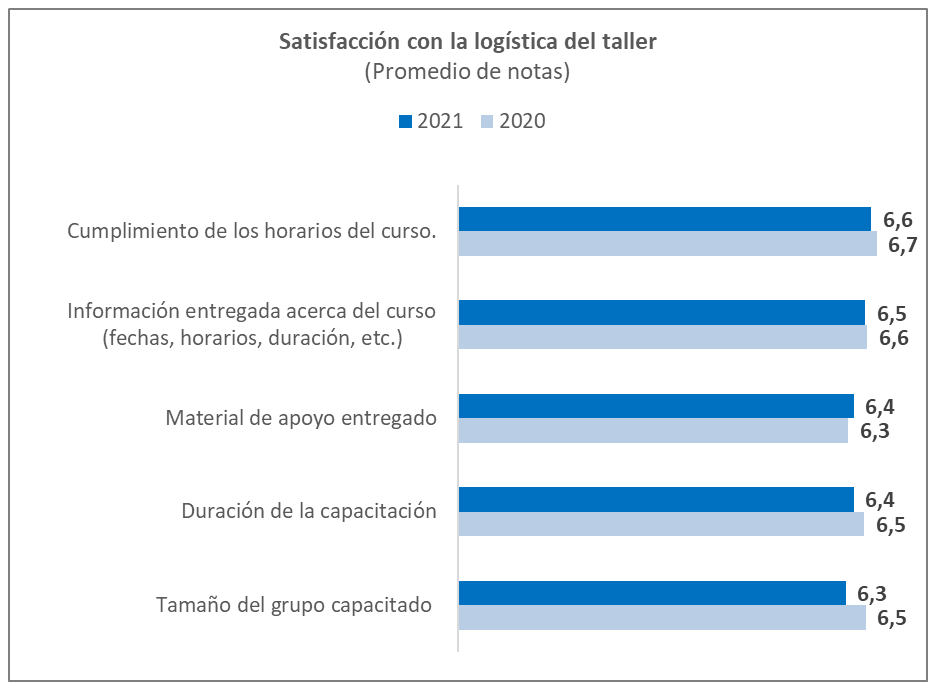 Satisfacción con la logística del taller
(Promedio de notas)
2021 2020
Cumplimiento de los horarios del curso.
6,6
6,7
Información entregada acerca del curso
(fechas, horarios, duración, etc.)
6,5
6,6
Material de apoyo entregado
6,4
6,3
Duración de la capacitación
6,4
6,5
Tamaño del grupo capacitado
6,3
6,5